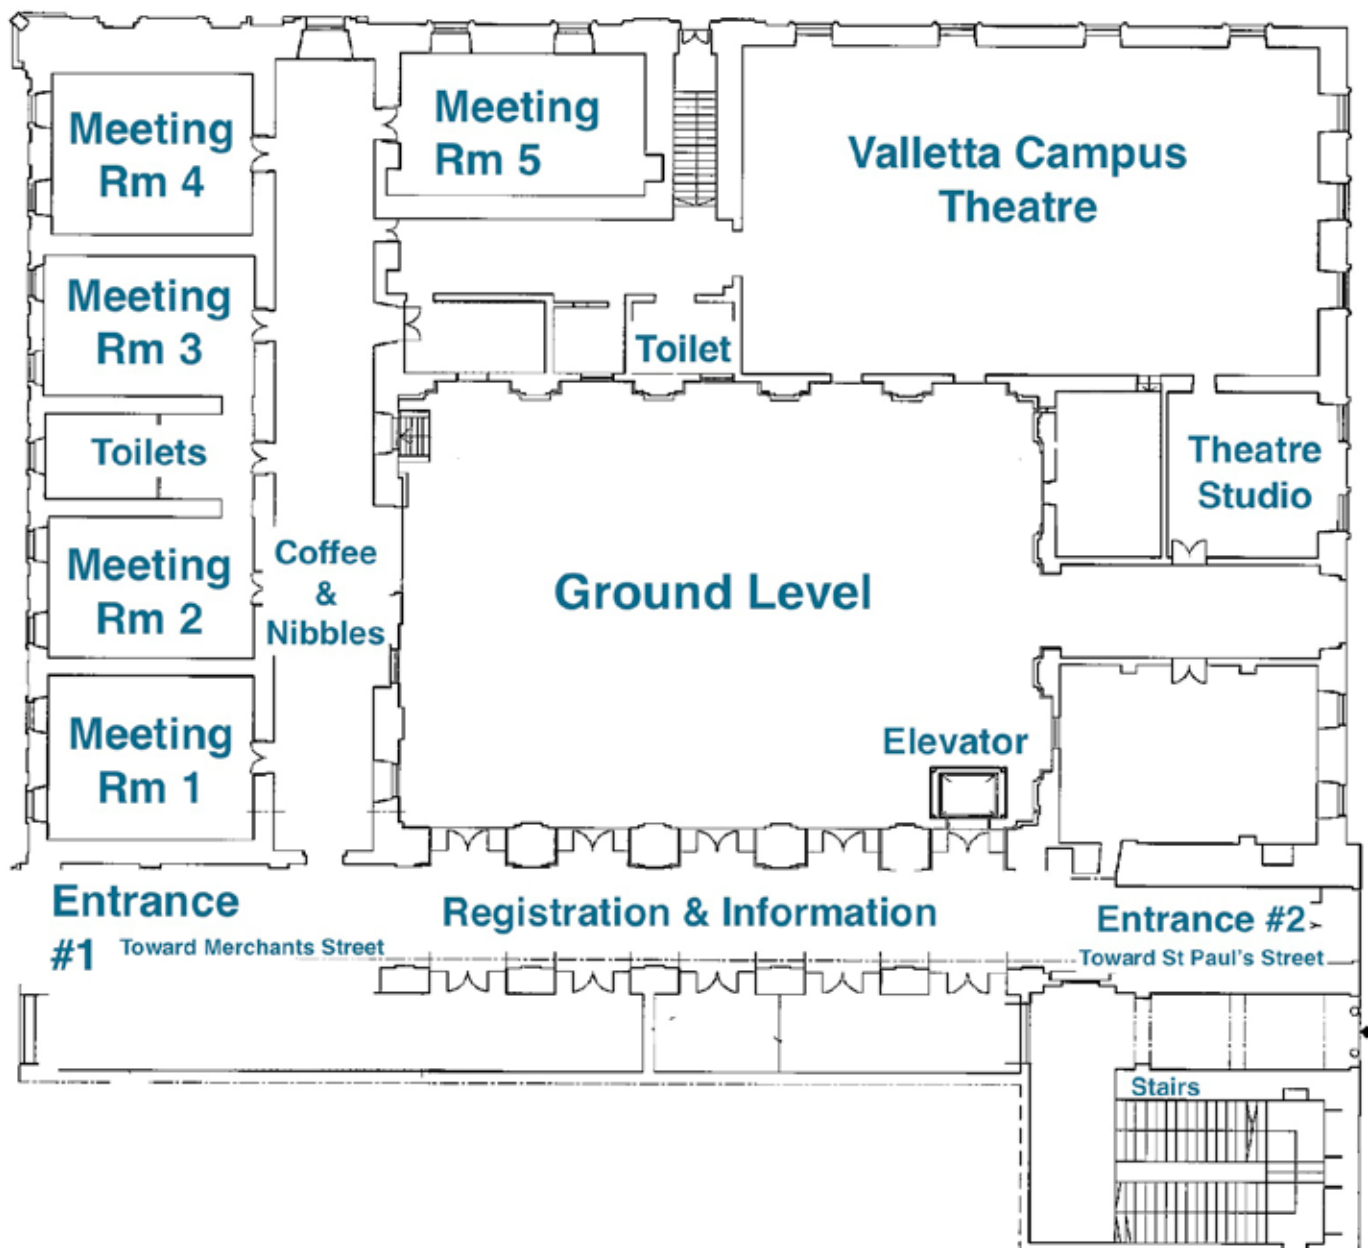 Meeting
Rm 4
Meeting
Rm 5
Valletta Campus
Theatre
Meeting
Rm 3
Toilet
Toilets
Theatre
Studio
Meeting
Rm 2
Coffee
&
Nibbles
Ground Level
Meeting
Rm 1
Elevator
Entrance
#1 Toward Merchants Street
Registration & Information
Entrance #2
Toward St Paul's Street
Stairs